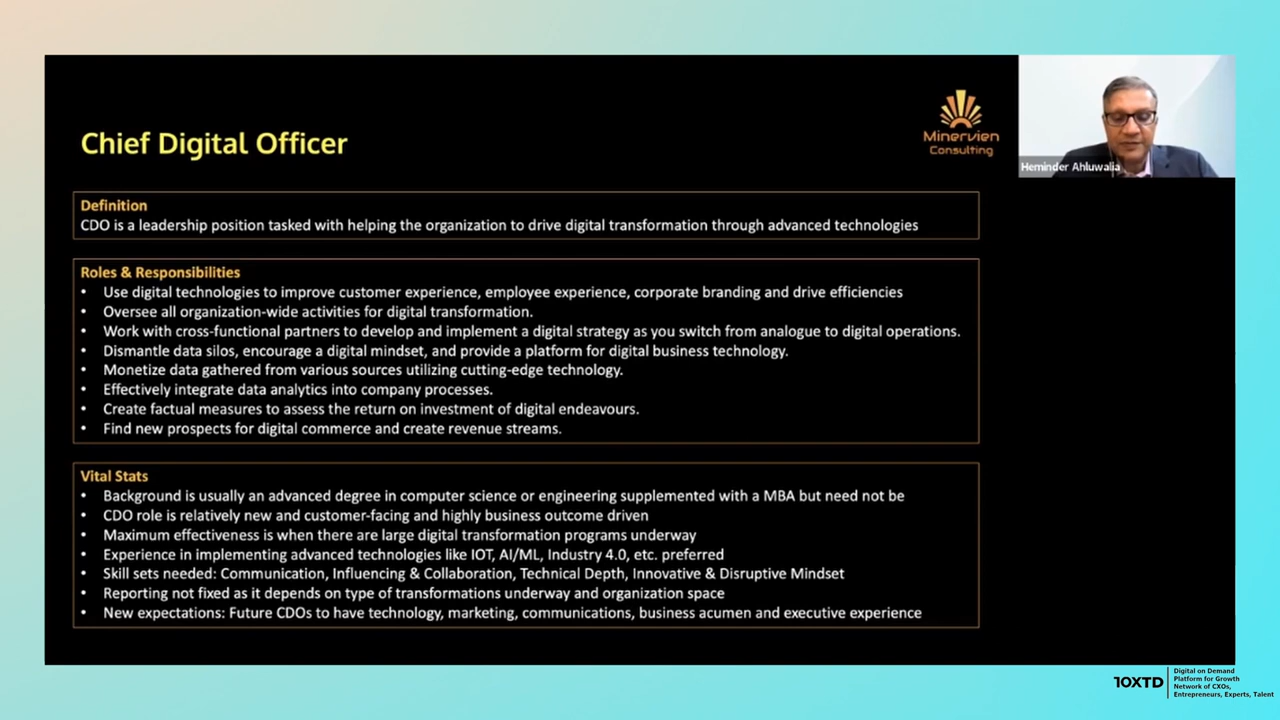 Chief Digital Officer
Minervien
Consulting
Heminder Ahluwalia
Definition
CDO is a leadership position tasked with helping the organization to drive digital transformation through advanced technologies
Roles & Responsibilities
• Use digital technologies to improve customer experience, employee experience, corporate branding and drive efficiencies
• Oversee all organization-wide activities for digital transformation.
• Work with cross-functional partners to develop and implement a digital strategy as you switch from analogue to digital operations.
• Dismantle data silos, encourage a digital mindset, and provide a platform for digital business technology.
• Monetize data gathered from various sources utilizing cutting-edge technology.
• Effectively integrate data analytics into company processes.
• Create factual measures to assess the return on investment of digital endeavours.
• Find new prospects for digital commerce and create revenue streams.
Vital Stats
• Background is usually an advanced degree in computer science or engineering supplemented with a MBA but need not be
• CDO role is relatively new and customer-facing and highly business outcome driven
• Maximum effectiveness is when there are large digital transformation programs underway
• Experience in implementing advanced technologies like IOT, AI/ML, Industry 4.0, etc. preferred
• Skill sets needed: Communication, Influencing & Collaboration, Technical Depth, Innovative & Disruptive Mindset
• Reporting not fixed as it depends on type of transformations underway and organization space
• New expectations: Future CDOs to have technology, marketing, communications, business acumen and executive experience
10XTD
Digital on Demand
Platform for Growth
Network of CXOs,
Entrepreneurs, Experts, Talent